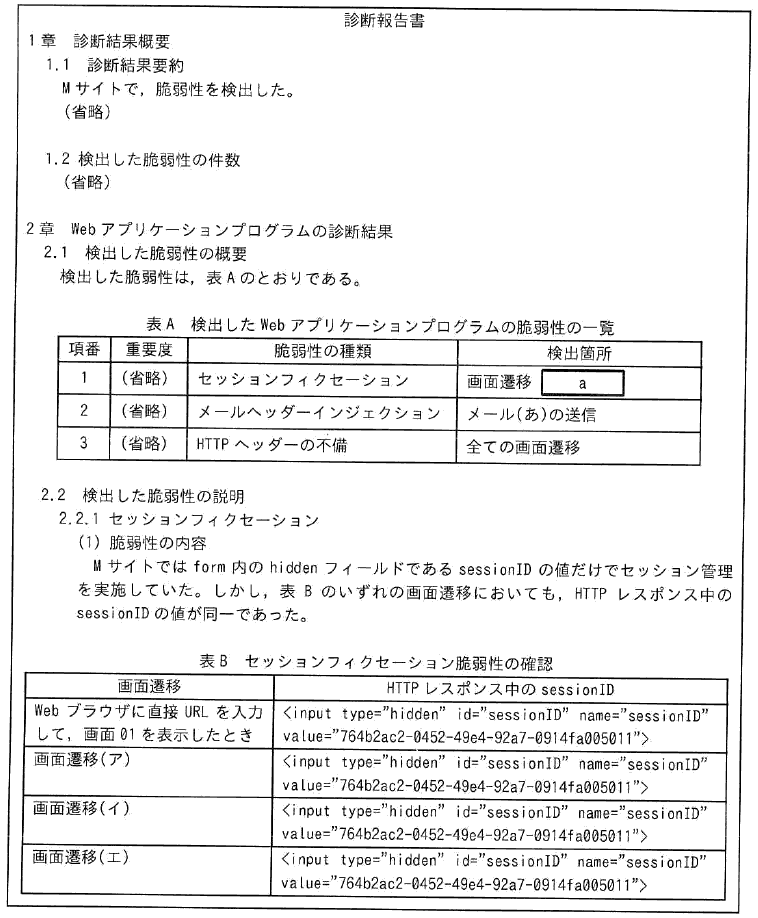 診断報告書
1章 診断結果概要
1.1 診断結果要約
Mサイトで，脆弱性を検出した。
(省略)
1.2 検出した脆弱性の件数
(省略)
2章 Webアプリケーションプログラムの診断結果
2.1 検出した脆弱性の概要
検出した脆弱性は，表Aのとおりである。
表A 検出したWebアプリケーションプログラムの脆弱性の一覧
項番 重要度 脆弱性の種類 検出箇所
1 (省略) セッションフィクセーション 画面遷移 a
2 (省略) メールヘッダーインジェクション メール(あ)の送信
3 (省略) HTTPヘッダーの不備 全ての画面遷移
2.2 検出した脆弱性の説明
2.2.1 セッションフィクセーション
(1) 脆弱性の内容
Mサイトではform内のhiddenフィールドであるsessionIDの値だけでセッション管理
を実施していた。しかし，表Bのいずれの画面遷移においても，HTTPレスポンス中の
sessionIDの値が同一であった。
表B セッションフィクセーション脆弱性の確認
画面遷移 HTTPレスポンス中のsessionID
Webブラウザに直接URLを入力 <input type="hidden" id="sessionID" name="sessionID"
して，画面01を表示したとき value="764b2ac2-0452-49e4-92a7-0914fa005011">
画面遷移(ア) <input type="hidden" id="sessionID" name="sessionID"
value="764b2ac2-0452-49e4-92a7-0914fa005011">
画面遷移(イ) <input type="hidden" id="sessionID" name="sessionID"
value="764b2ac2-0452-49e4-92a7-0914fa005011">
画面遷移(エ) <input type="hidden" id="sessionID" name="sessionID"
value="764b2ac2-0452-49e4-92a7-0914fa005011">